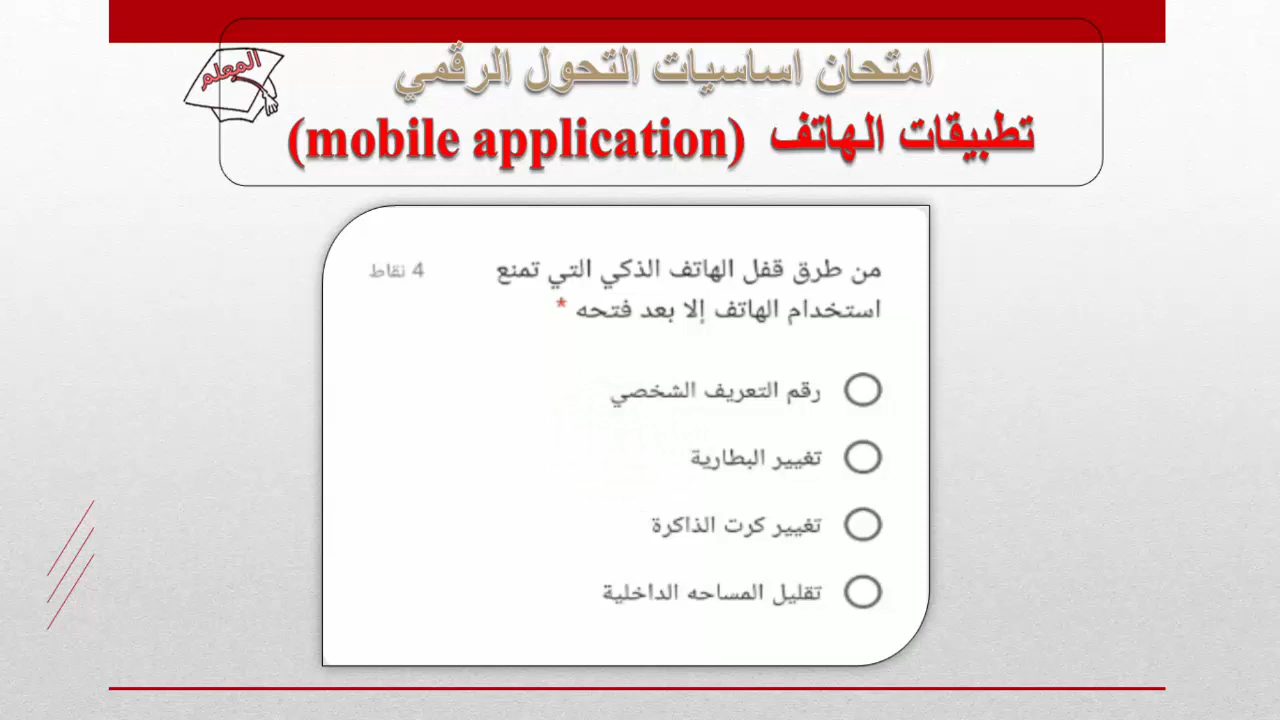 المعلم
امتحان اساسيات التحول الرقمي
تطبيقات الهاتف (mobile application)
من طرق قفل الهاتف الذكي التي تمنع
استخدام الهاتف إلا بعد فتحه *
4 نقاط
رقم التعريف الشخصي
تغيير البطارية
تغيير كرت الذاكرة
تقليل المساحه الداخلية